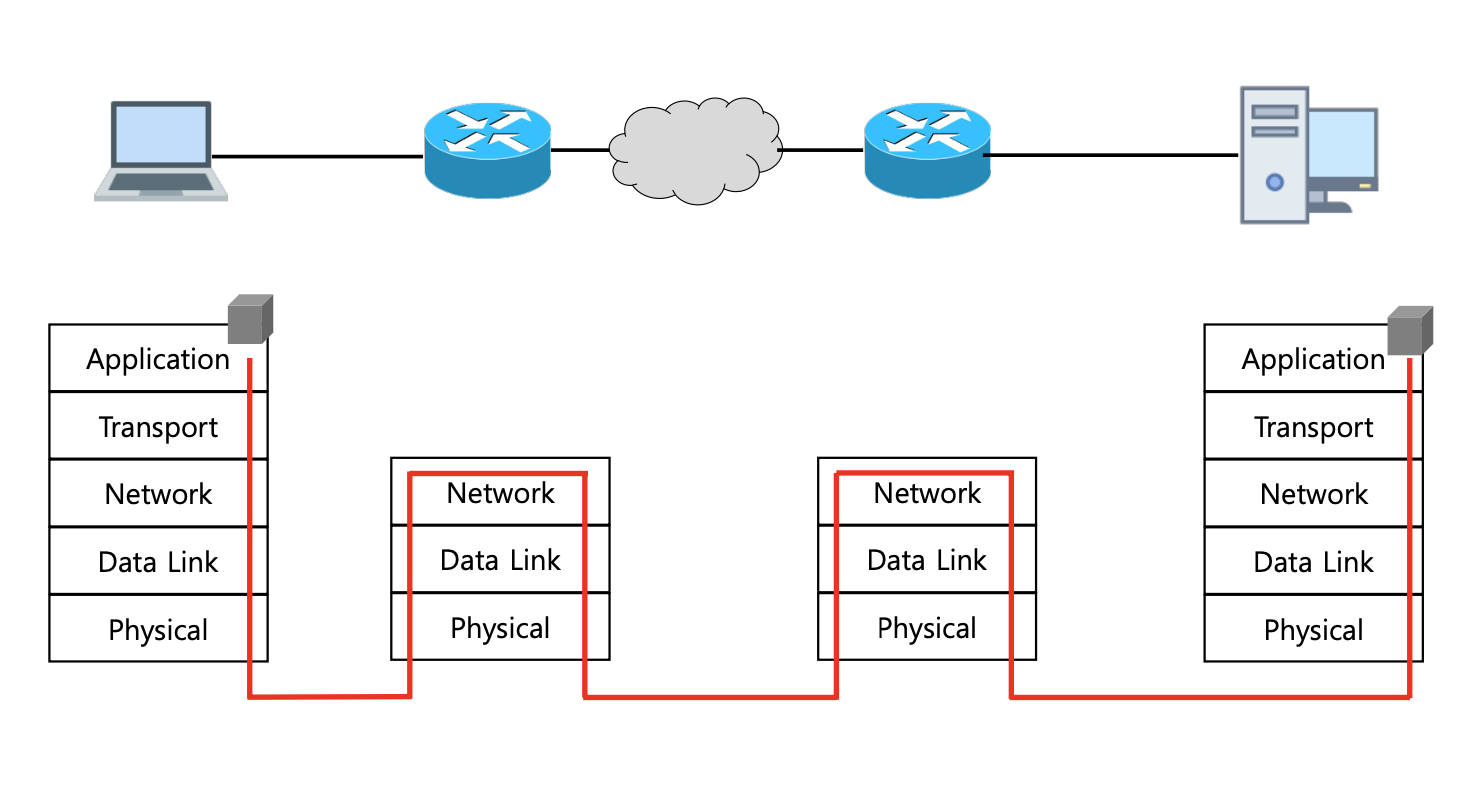 Application
Transport
Network
Data Link
Physical
Network
Data Link
Physical
Network
Data Link
Physical
Application
Transport
Network
Data Link
Physical